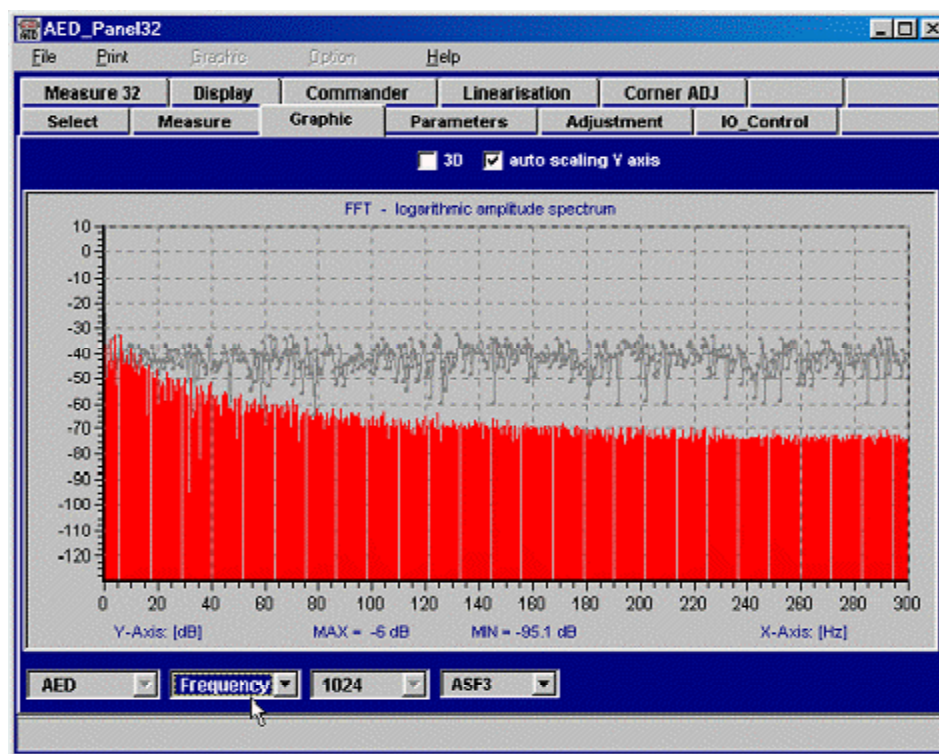 AED_Panel32
File Print Graphic Option Help
Measure 32 Display Commander Linearisation Corner ADJ
Select Measure Graphic Parameters Adjustment IO_Control
3D auto scaling Y axis
FFT - logarithmic amplitude spectrum
10
0
-10
-20
-30
-40
-50
-60
-70
-80
-90
-100
-110
-120
0 20 40 60 80 100 120 140 160 180 200 220 240 260 280 300
Y-Axis: [dB] MAX = -6 dB MIN = -95.1 dB X-Axis: [Hz]
AED Frequency 1024 ASF3